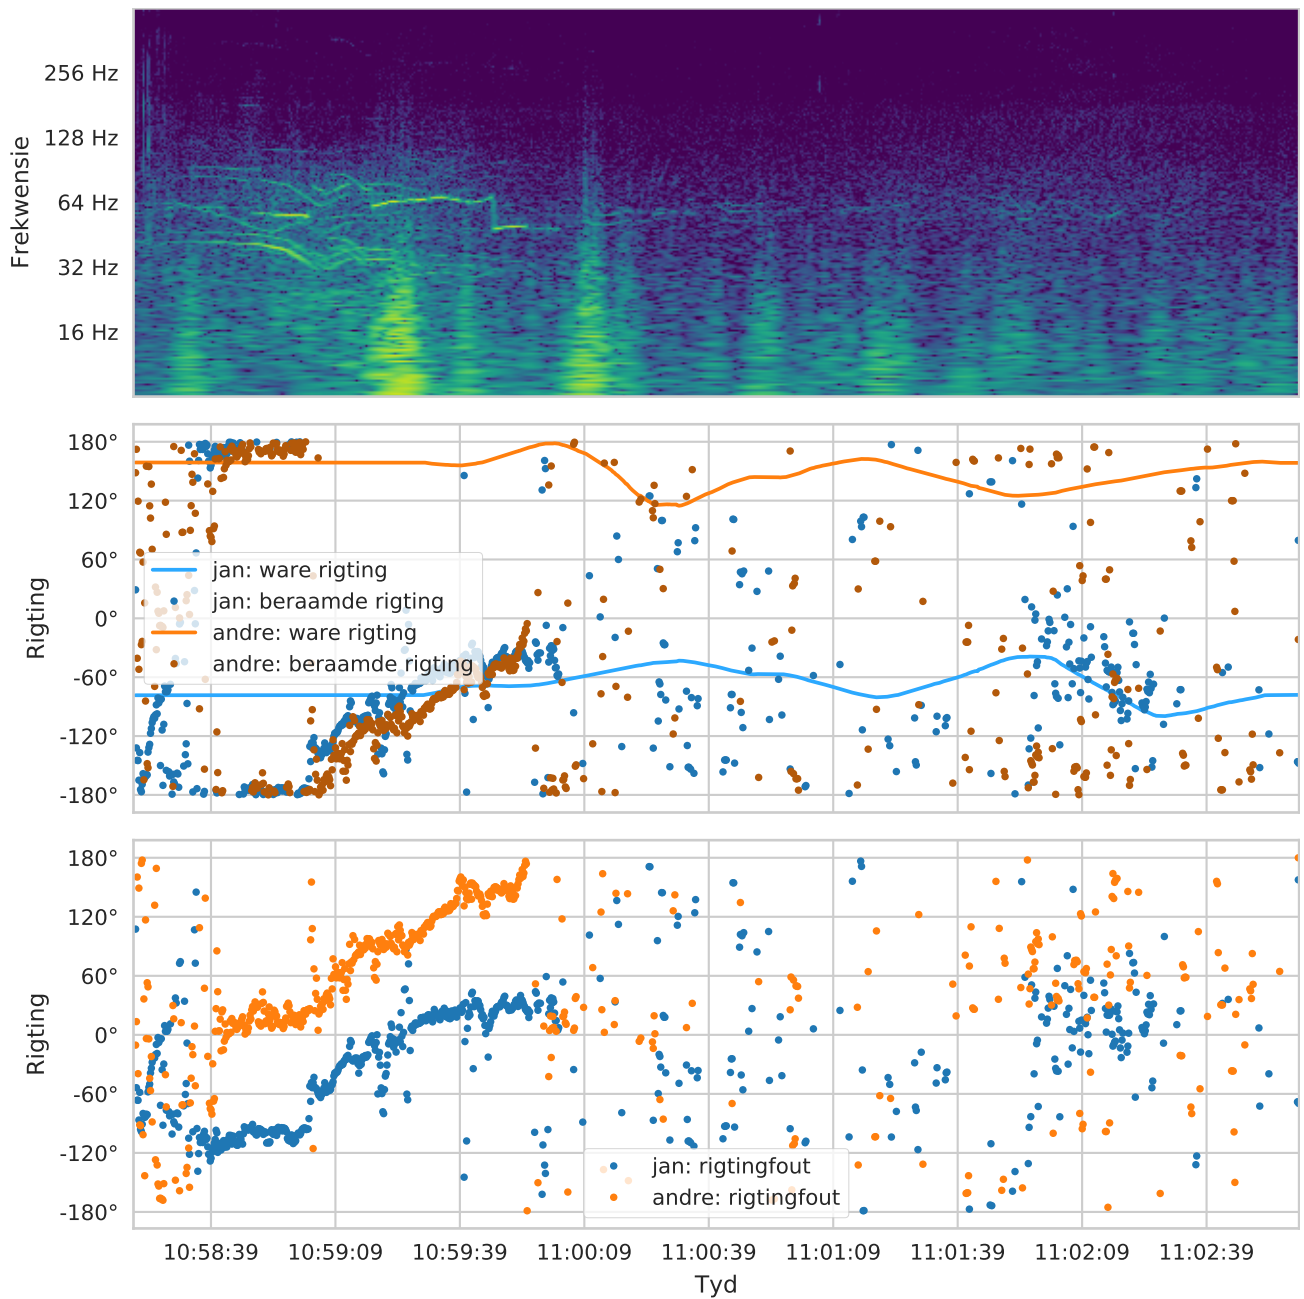 256 Hz
128 Hz
64 Hz
32 Hz
16 Hz
Frekwensie
180°
120°
60°
0°
-60°
-120°
-180°
Rigting
jan: ware rigting
jan: beraamde rigting
andre: ware rigting
andre: beraamde rigting
180°
120°
60°
0°
-60°
-120°
-180°
Rigting
jan: rigtingfout
andre: rigtingfout
10:58:39 10:59:09 10:59:39 11:00:09 11:00:39 11:01:09 11:01:39 11:02:09 11:02:39
Tyd